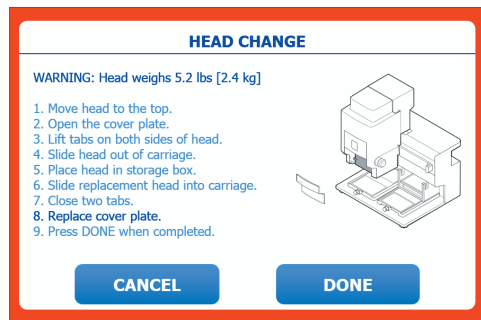 HEAD CHANGE
WARNING: Head weighs 5.2 lbs [2.4 kg]
1. Move head to the top.
2. Open the cover plate.
3. Lift tabs on both sides of head.
4. Slide head out of carriage.
5. Place head in storage box.
6. Slide replacement head into carriage.
7. Close two tabs.
8. Replace cover plate.
9. Press DONE when completed.
CANCEL
DONE